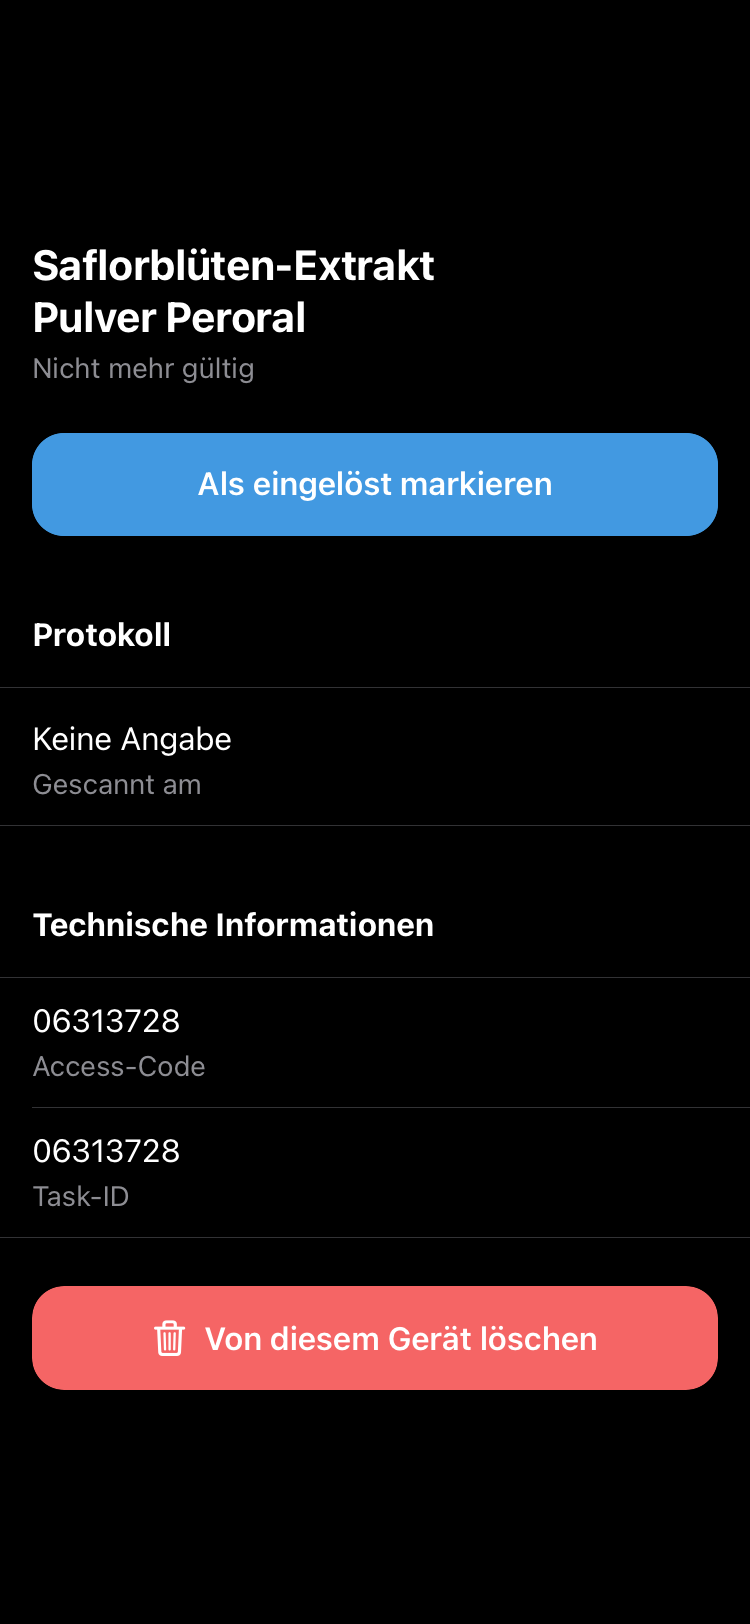 Saflorblüten-Extrakt
Pulver Peroral
Nicht mehr gültig
Als eingelöst markieren
Protokoll
Keine Angabe
Gescannt am
Technische Informationen
06313728
Access-Code
06313728
Task-ID
Von diesem Gerät löschen